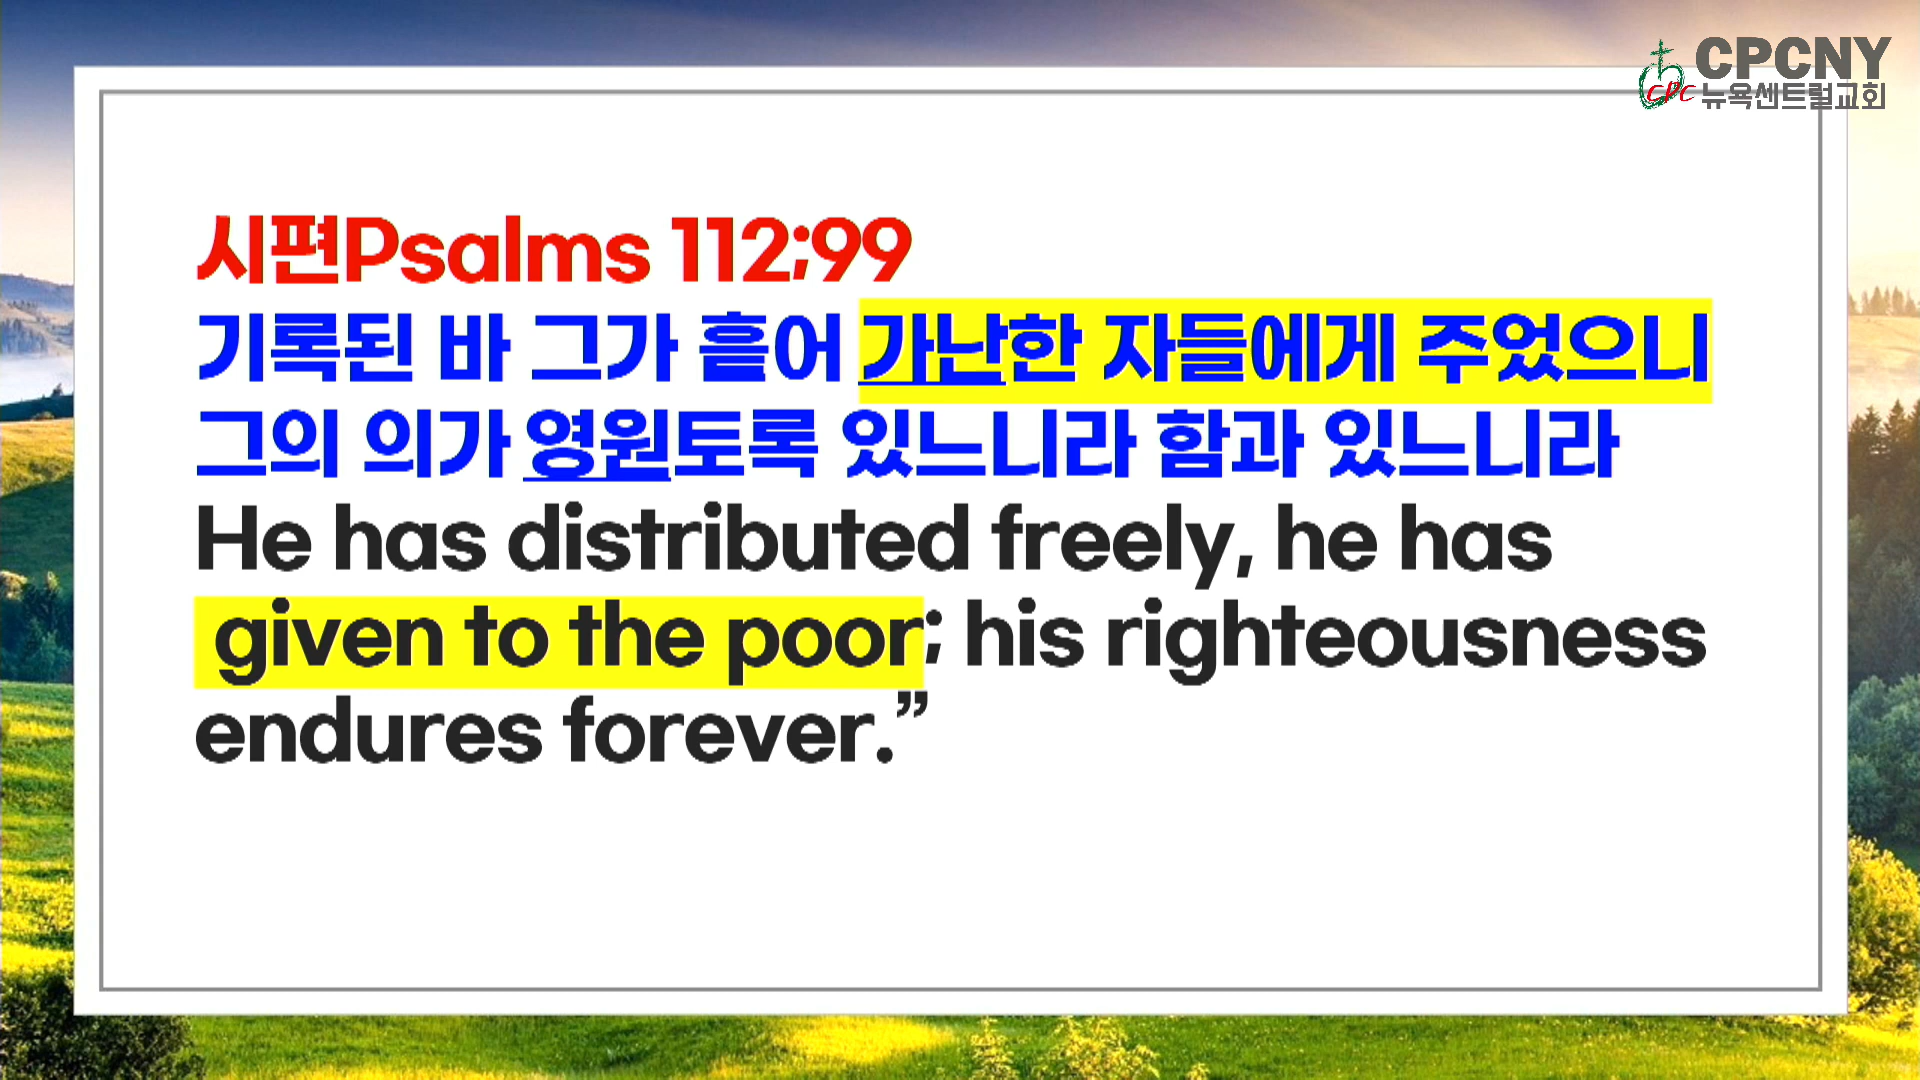 CPCNY
CPC 뉴욕센트럴교회
시편Psalms 112;99
기록된 바 그가 흩어 가난한 자들에게 주었으니
그의 의가 영원토록 있느니라 함과 있느니라
He has distributed freely, he has
given to the poor; his righteousness
endures forever.”